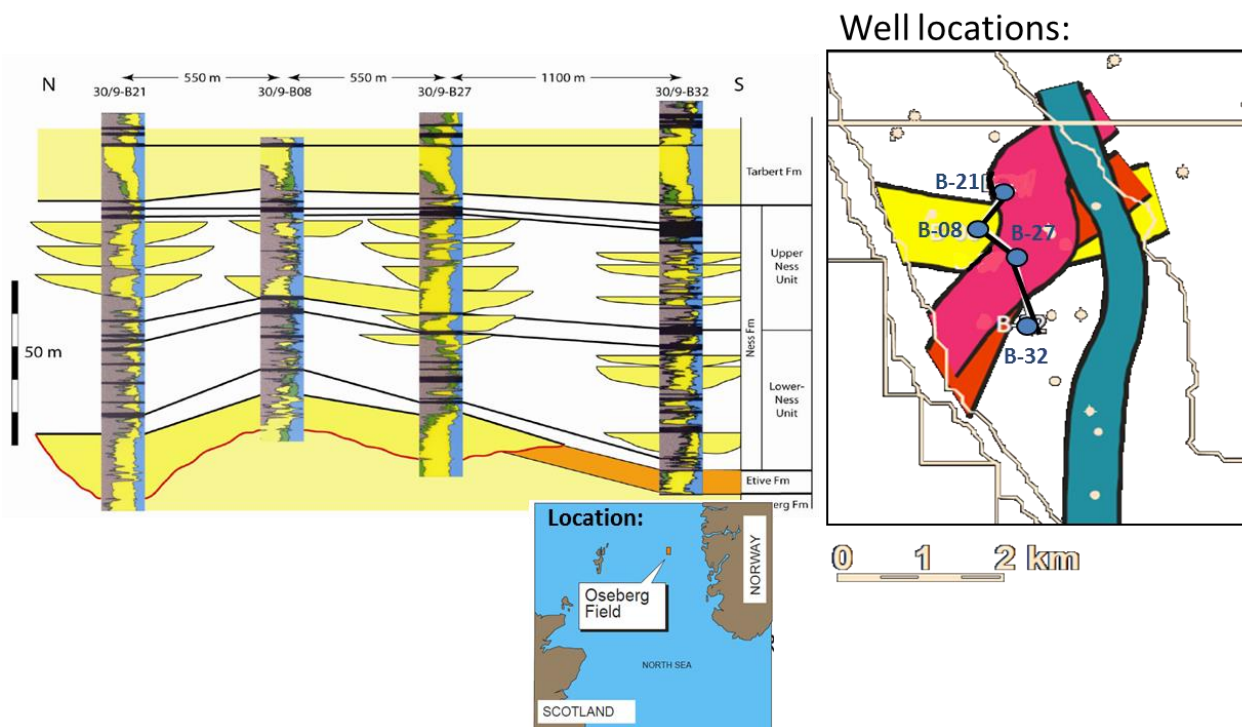 Well locations:
N
550 m
550 m
1100 m
S
30/9-B21
30/9-B08
30/9-B27
30/9-B32
Tarbert Fm
Upper
Ness
Unit
Ness Fm
Lower-
Ness
Unit
Etive Fm
erg Fm
50 m
B-21
B-08
B-27
B-32
0 1 2 km
Location:
Oseberg
Field
NORWAY
NORTH SEA
SCOTLAND